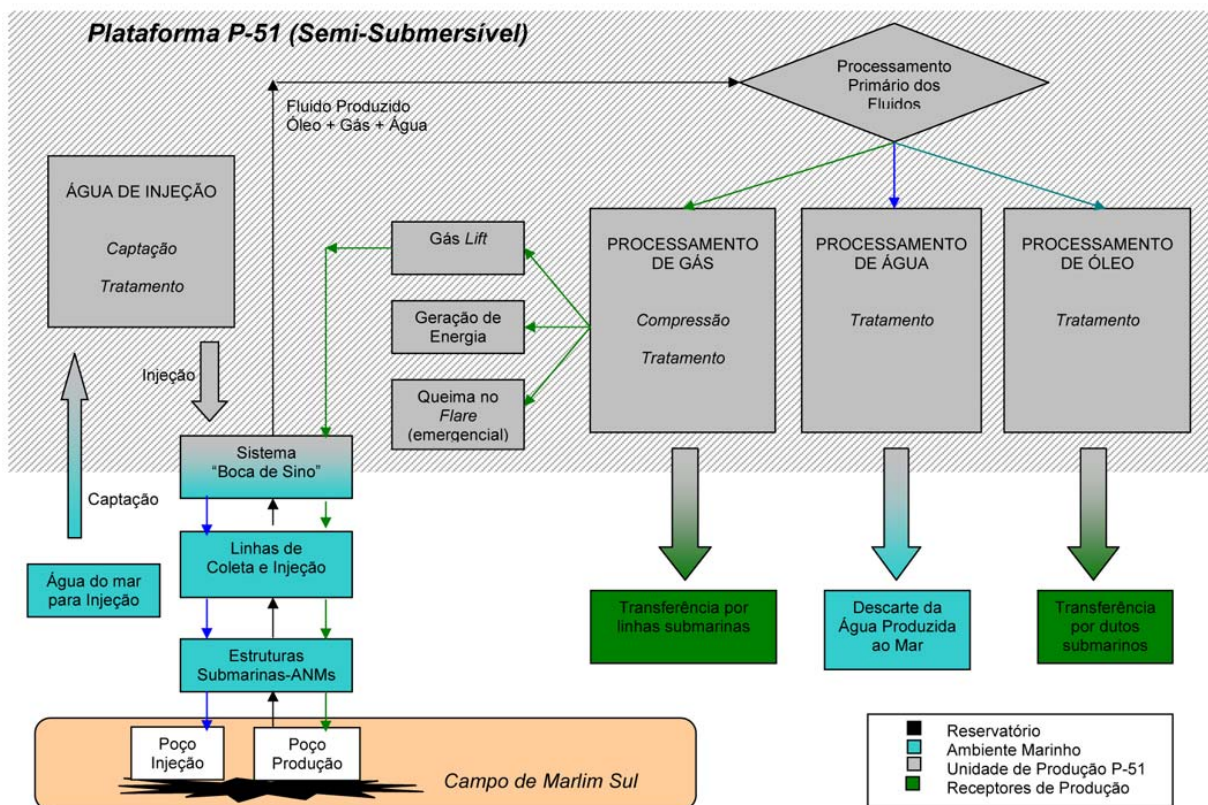 Plataforma P-51 (Semi-Submersível)
Processamento
Primário dos
Fluidos
Fluido Produzido
Óleo + Gás + Água
ÁGUA DE INJEÇÃO
Captação
Tratamento
Gás Lift
Geração de
Energia
Queima no
Flare
(emergencial)
PROCESSAMENTO
DE GÁS
Compressão
Tratamento
PROCESSAMENTO
DE ÁGUA
Tratamento
PROCESSAMENTO
DE ÓLEO
Tratamento
Injeção
Sistema
“Boca de Sino”
Captação
Linhas de
Coleta e Injeção
Água do mar
para Injeção
Transferência por
linhas submarinas
Descarte da
Água Produzida
ao Mar
Transferência
por dutos
submarinos
Estruturas
Submarinas-ANMs
Poço
Injeção
Poço
Produção
Campo de Marlim Sul
Reservatório
Ambiente Marinho
Unidade de Produção P-51
Receptores de Produção